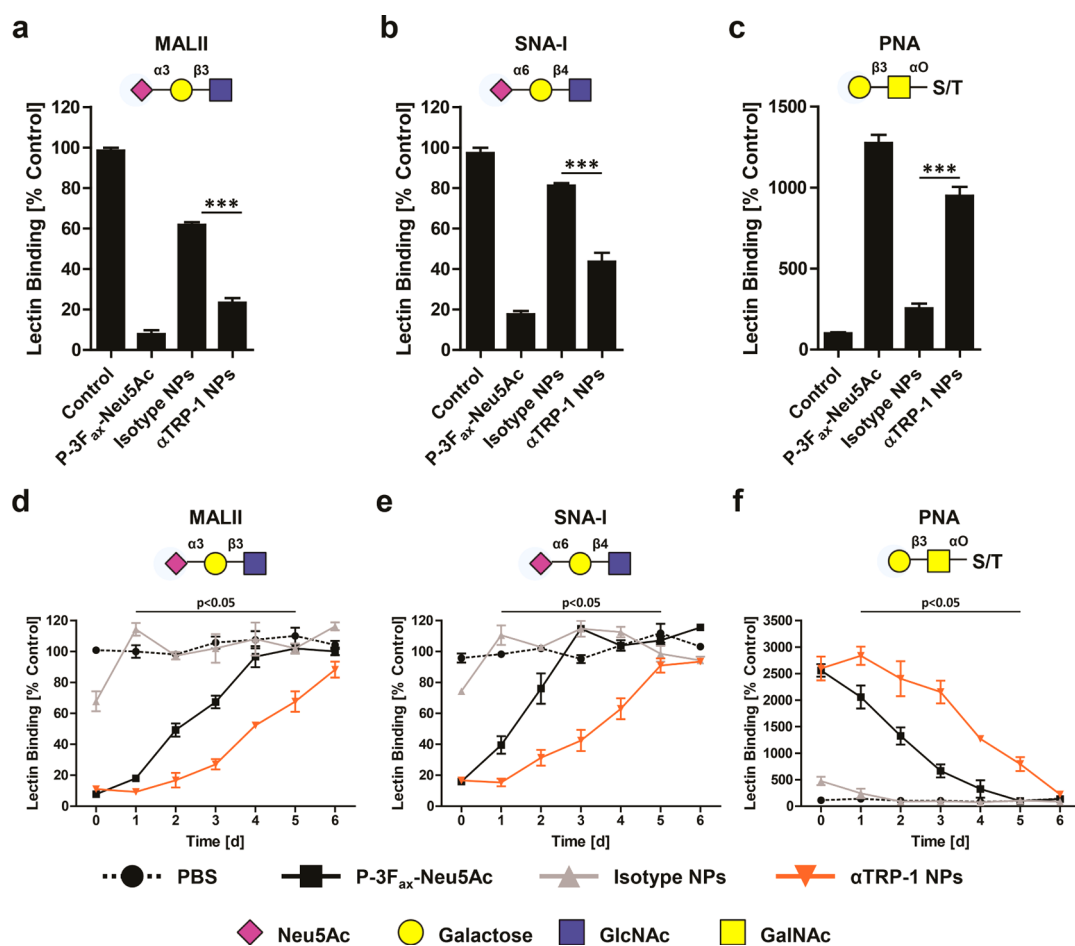 a
MALII
α3 β3
Lectin Binding [% Control]
120
100
80
60
40
20
0
***
Control
P-3Fax-Neu5Ac
Isotype NPs
αTRP-1 NPs
b
SNA-I
α6 β4
Lectin Binding [% Control]
120
100
80
60
40
20
0
***
Control
P-3Fax-Neu5Ac
Isotype NPs
αTRP-1 NPs
c
PNA
β3 αO
S/T
Lectin Binding [% Control]
1500
1000
500
0
***
Control
P-3Fax-Neu5Ac
Isotype NPs
αTRP-1 NPs
d
MALII
α3 β3
p<0.05
Lectin Binding [% Control]
120
100
80
60
40
20
0
0 1 2 3 4 5 6
Time [d]
e
SNA-I
α6 β4
p<0.05
Lectin Binding [% Control]
120
100
80
60
40
20
0
0 1 2 3 4 5 6
Time [d]
f
PNA
β3 αO
S/T
p<0.05
Lectin Binding [% Control]
3500
3000
2500
2000
1500
1000
500
0
0 1 2 3 4 5 6
Time [d]
PBS P-3Fax-Neu5Ac Isotype NPs αTRP-1 NPs
Neu5Ac Galactose GlcNAc GalNAc